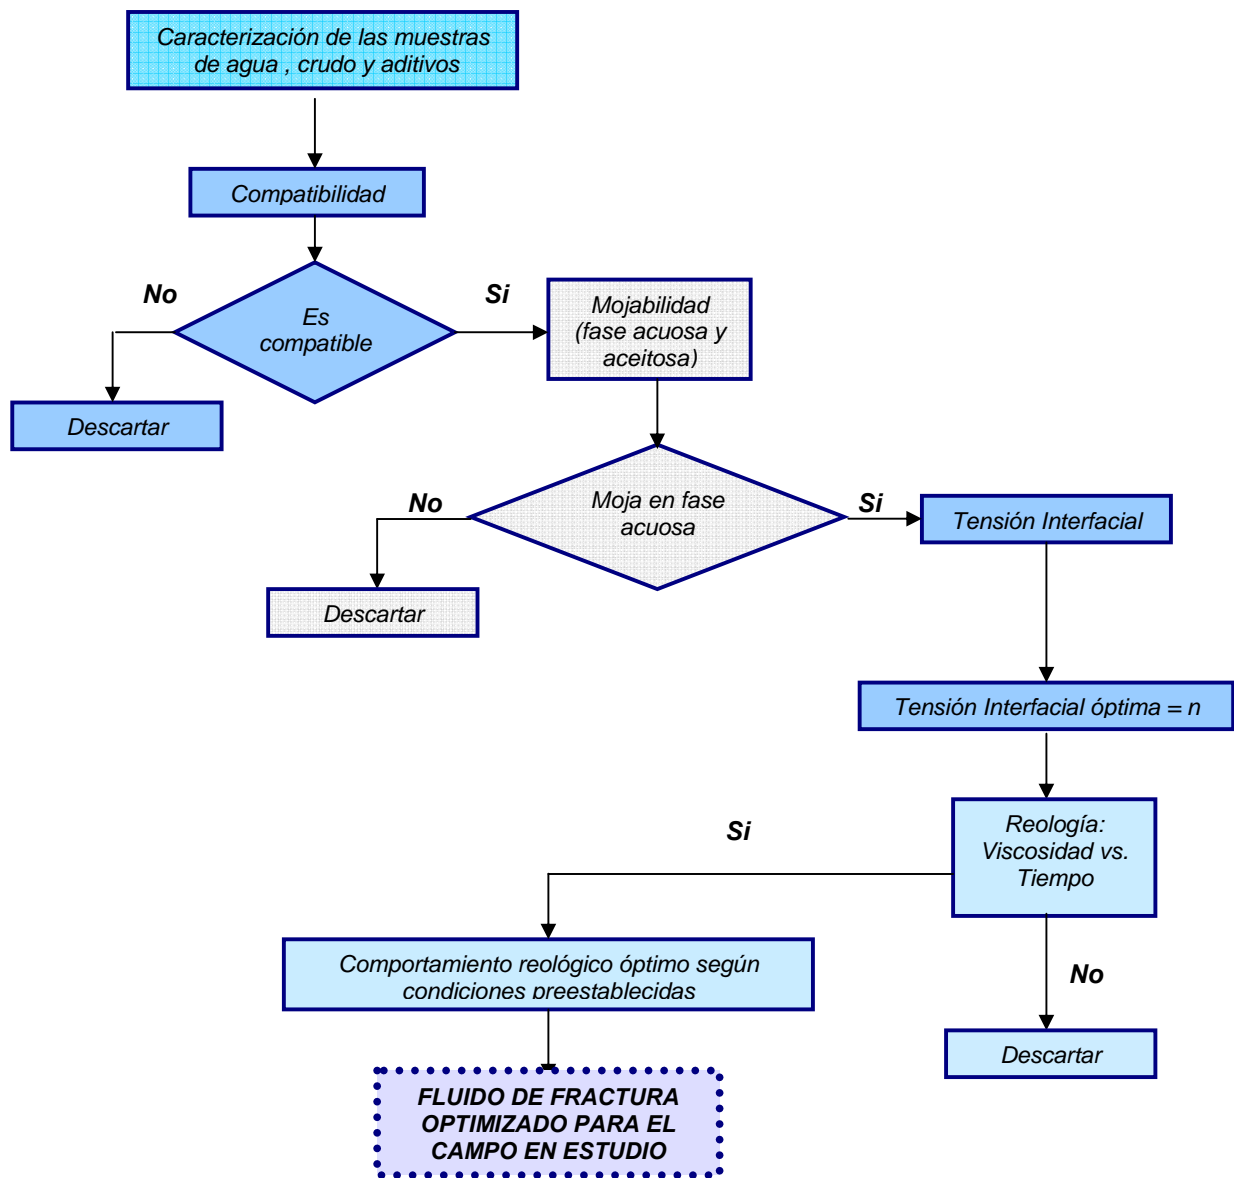 Caracterización de las muestras
de agua , crudo y aditivos
Compatibilidad
No
Si
Es
compatible
Mojabilidad
(fase acuosa y
aceitosa)
Descartar
No
Si
Moja en fase
acuosa
Tensión Interfacial
Descartar
Tensión Interfacial óptima = n
Reología:
Viscosidad vs.
Tiempo
Si
Comportamiento reológico óptimo según
condiciones preestablecidas
No
Descartar
FLUIDO DE FRACTURA
OPTIMIZADO PARA EL
CAMPO EN ESTUDIO